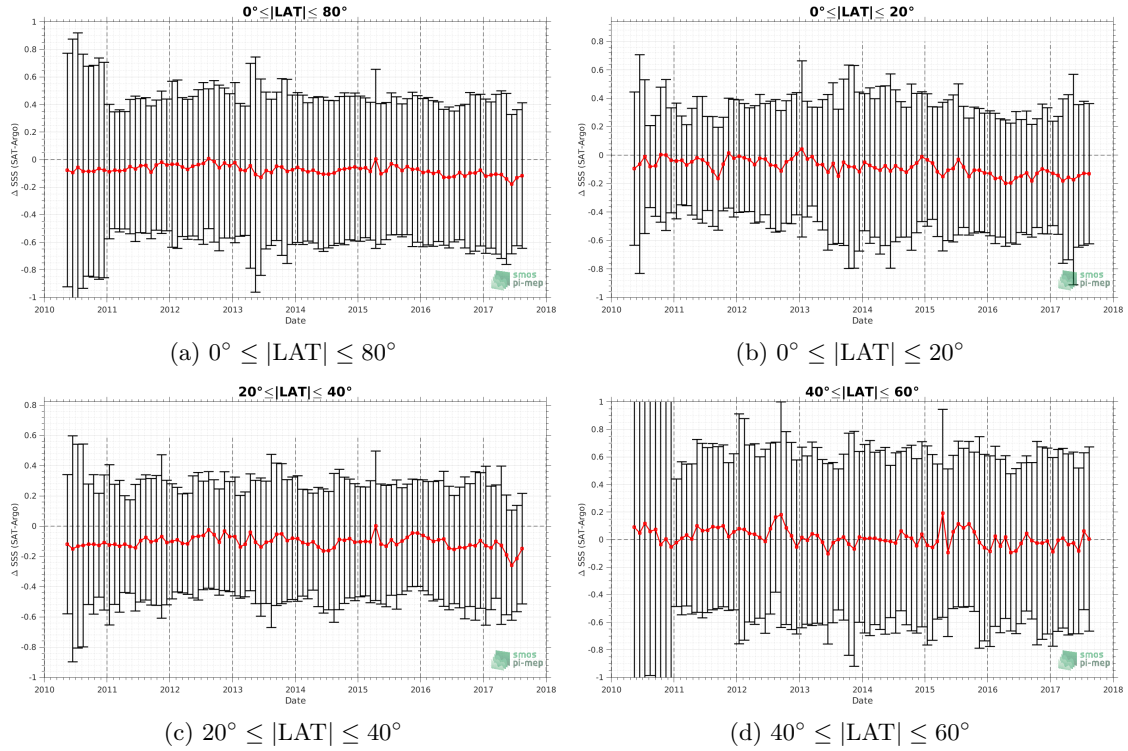 0°≤|LAT|≤ 80°
1
0.8
0.6
0.4
0.2
0
-0.2
-0.4
-0.6
-0.8
-1
Δ SSS (SAT-Argo)
2010 2011 2012 2013 2014 2015 2016 2017 2018
Date
smos
pi-mep
(a) 0° ≤ |LAT| ≤ 80°
0°≤|LAT|≤ 20°
0.8
0.6
0.4
0.2
0
-0.2
-0.4
-0.6
-0.8
-1
Δ SSS (SAT-Argo)
2010 2011 2012 2013 2014 2015 2016 2017 2018
Date
smos
pi-mep
(b) 0° ≤ |LAT| ≤ 20°
20°≤|LAT|≤ 40°
0.8
0.6
0.4
0.2
0
-0.2
-0.4
-0.6
-0.8
-1
Δ SSS (SAT-Argo)
2010 2011 2012 2013 2014 2015 2016 2017 2018
Date
smos
pi-mep
(c) 20° ≤ |LAT| ≤ 40°
40°≤|LAT|≤ 60°
1
0.8
0.6
0.4
0.2
0
-0.2
-0.4
-0.6
-0.8
-1
Δ SSS (SAT-Argo)
2010 2011 2012 2013 2014 2015 2016 2017 2018
Date
smos
pi-mep
(d) 40° ≤ |LAT| ≤ 60°